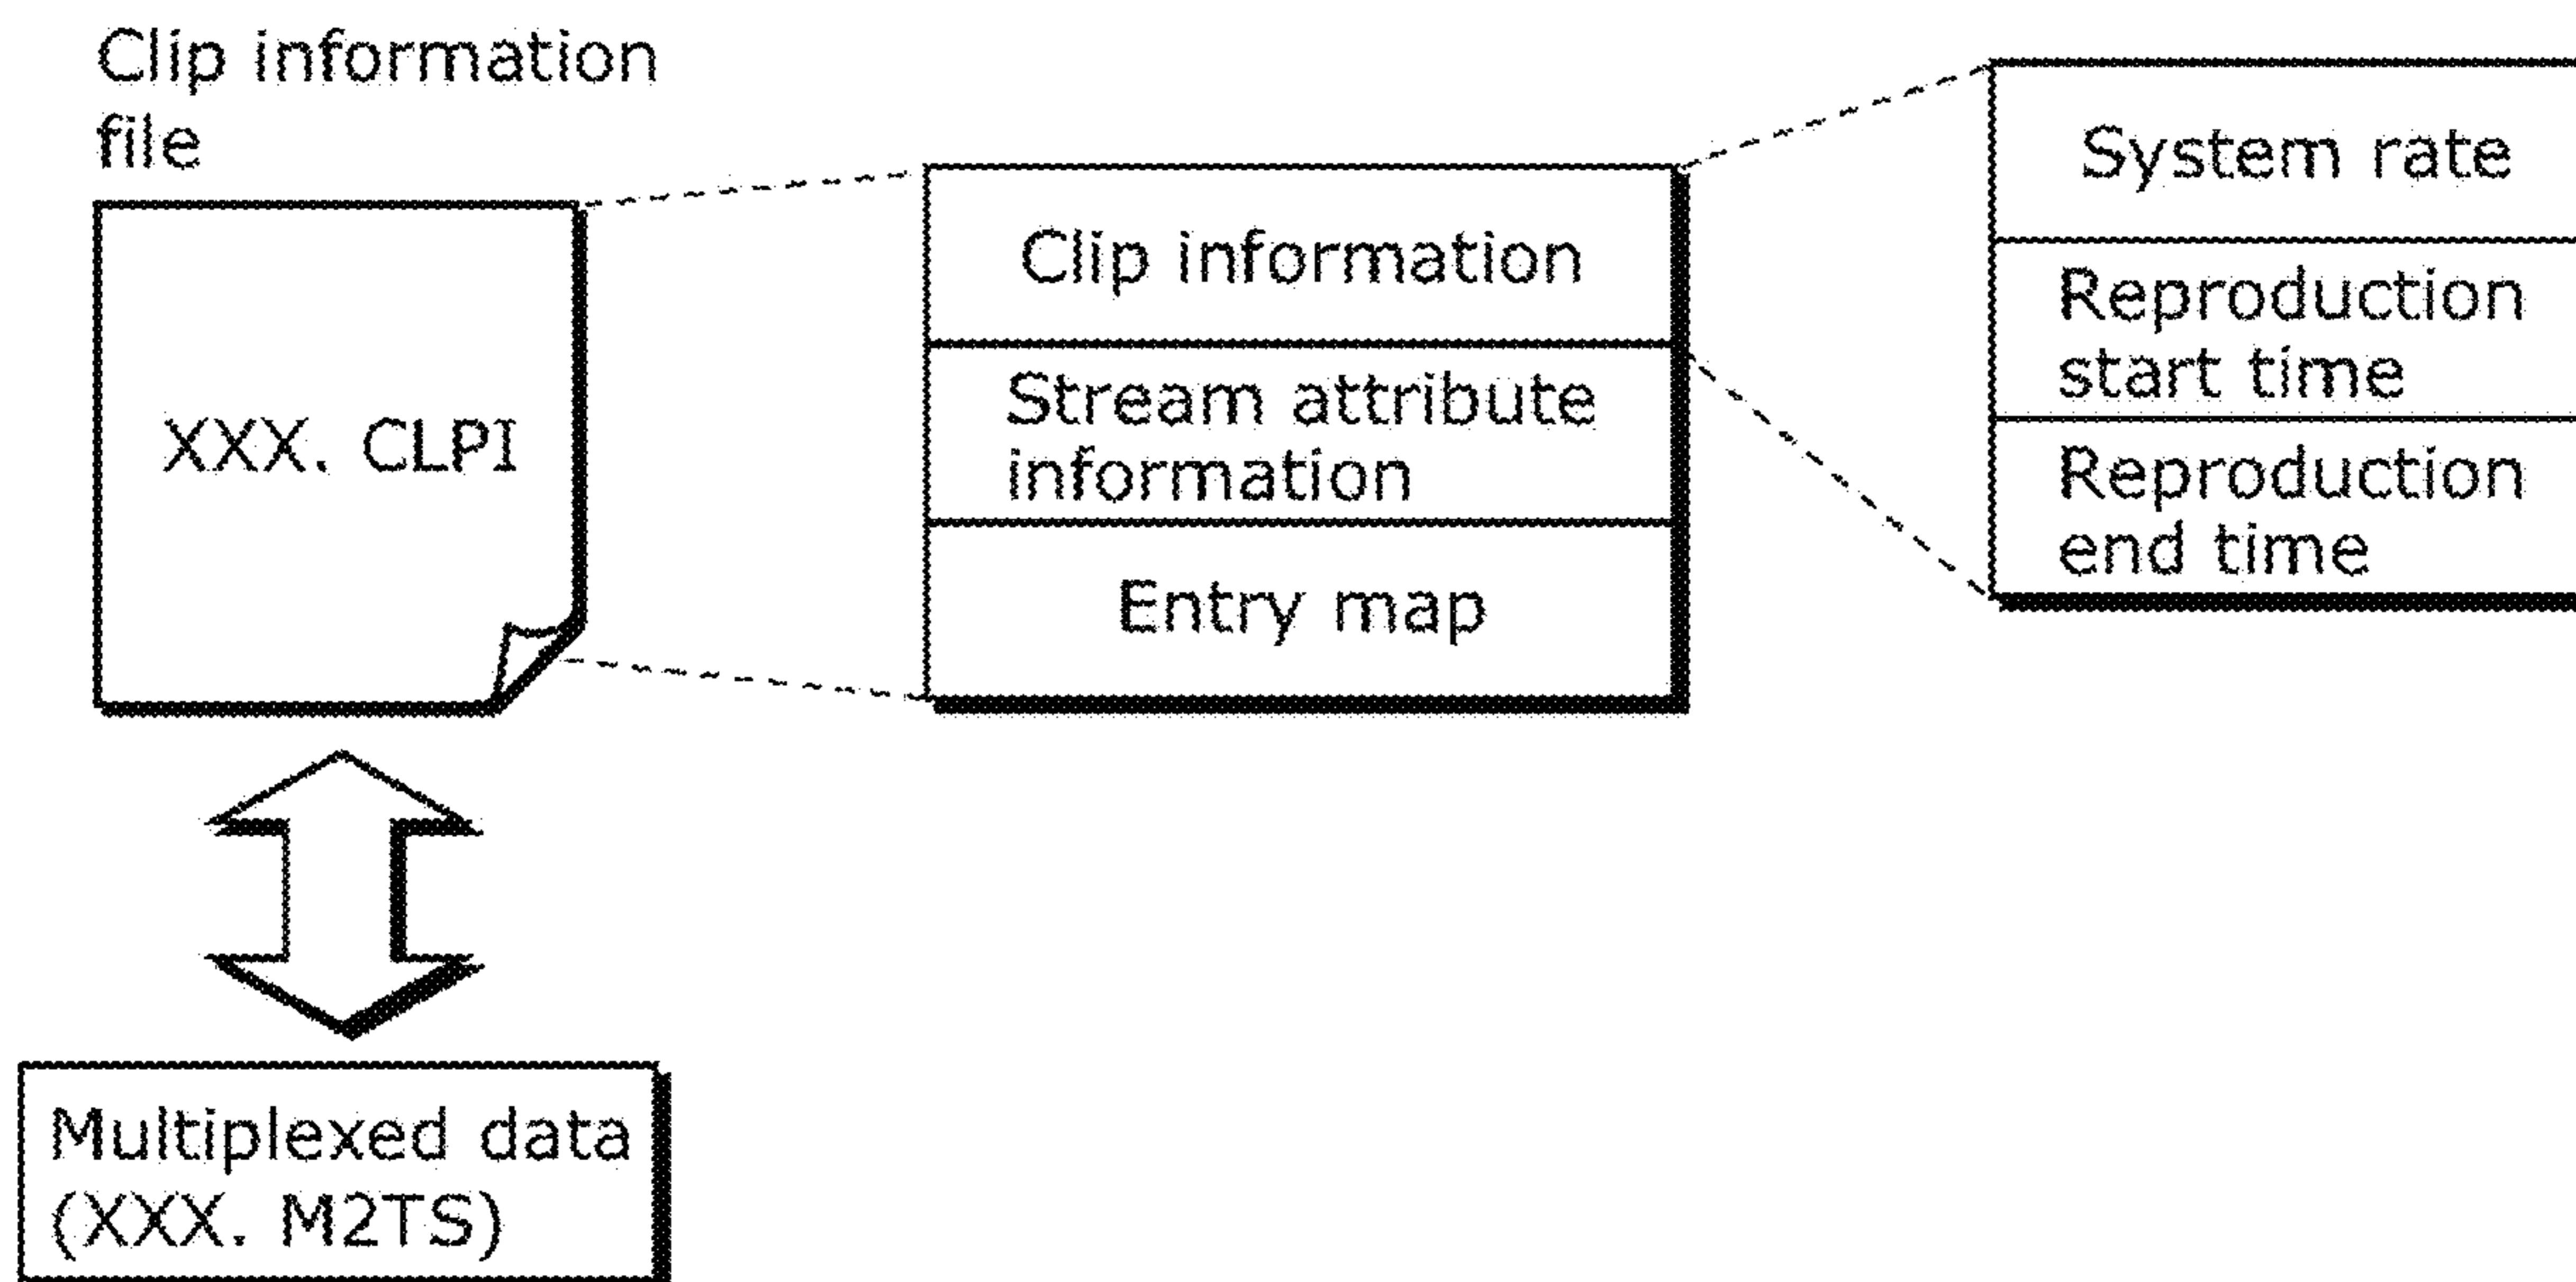 Clip information
file
XXX. CLPI
Multiplexed data
(XXX. M2TS)
Clip information
Stream attribute
information
Entry map
System rate
Reproduction
start time
Reproduction
end time